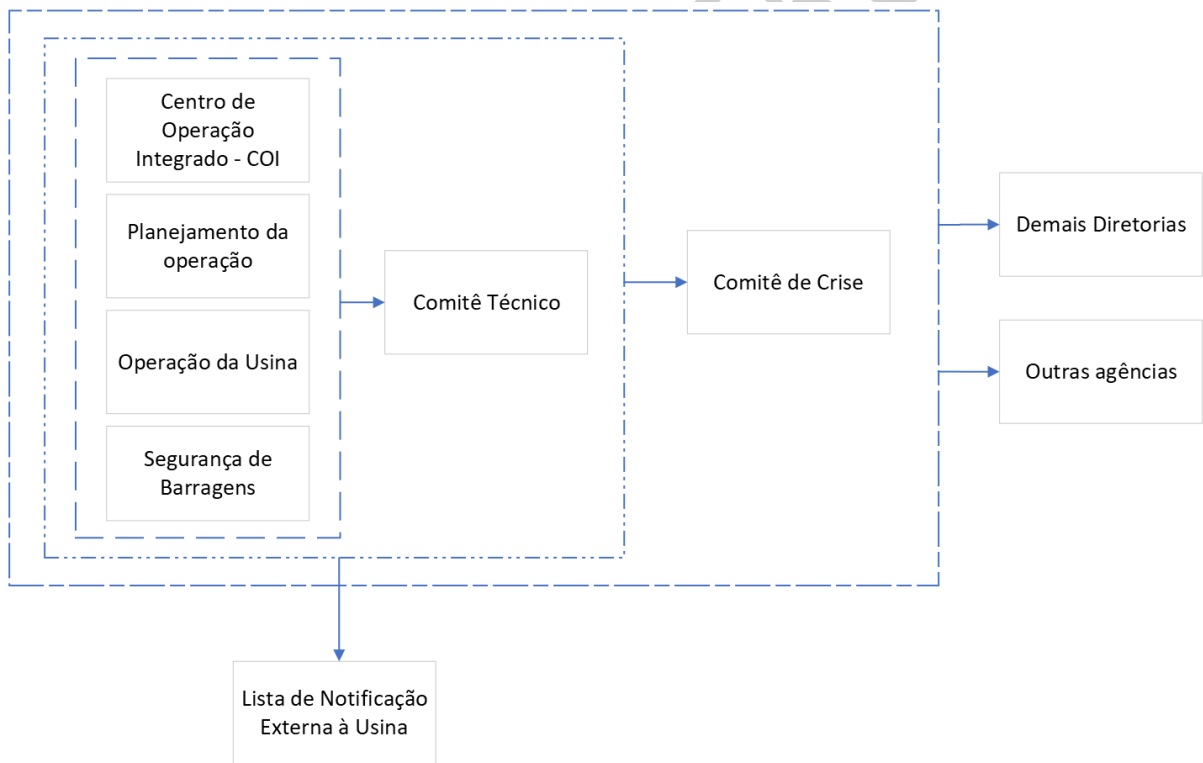 Centro de
Operação
Integrado - COI
Planejamento da
operação
Operação da Usina
Segurança de
Barragens
Comitê Técnico
Comitê de Crise
Demais Diretorias
Outras agências
Lista de Notificação
Externa à Usina